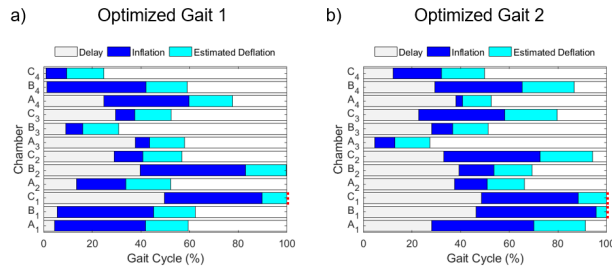 a) Optimized Gait 1
Delay Inflation Estimated Deflation
C4
B4
A4
C3
B3
A3
C2
B2
A2
C1
B1
A1
Chamber
0 20 40 60 80 100
Gait Cycle (%)
b) Optimized Gait 2
Delay Inflation Estimated Deflation
C4
B4
A4
C3
B3
A3
C2
B2
A2
C1
B1
A1
Chamber
0 20 40 60 80 100
Gait Cycle (%)